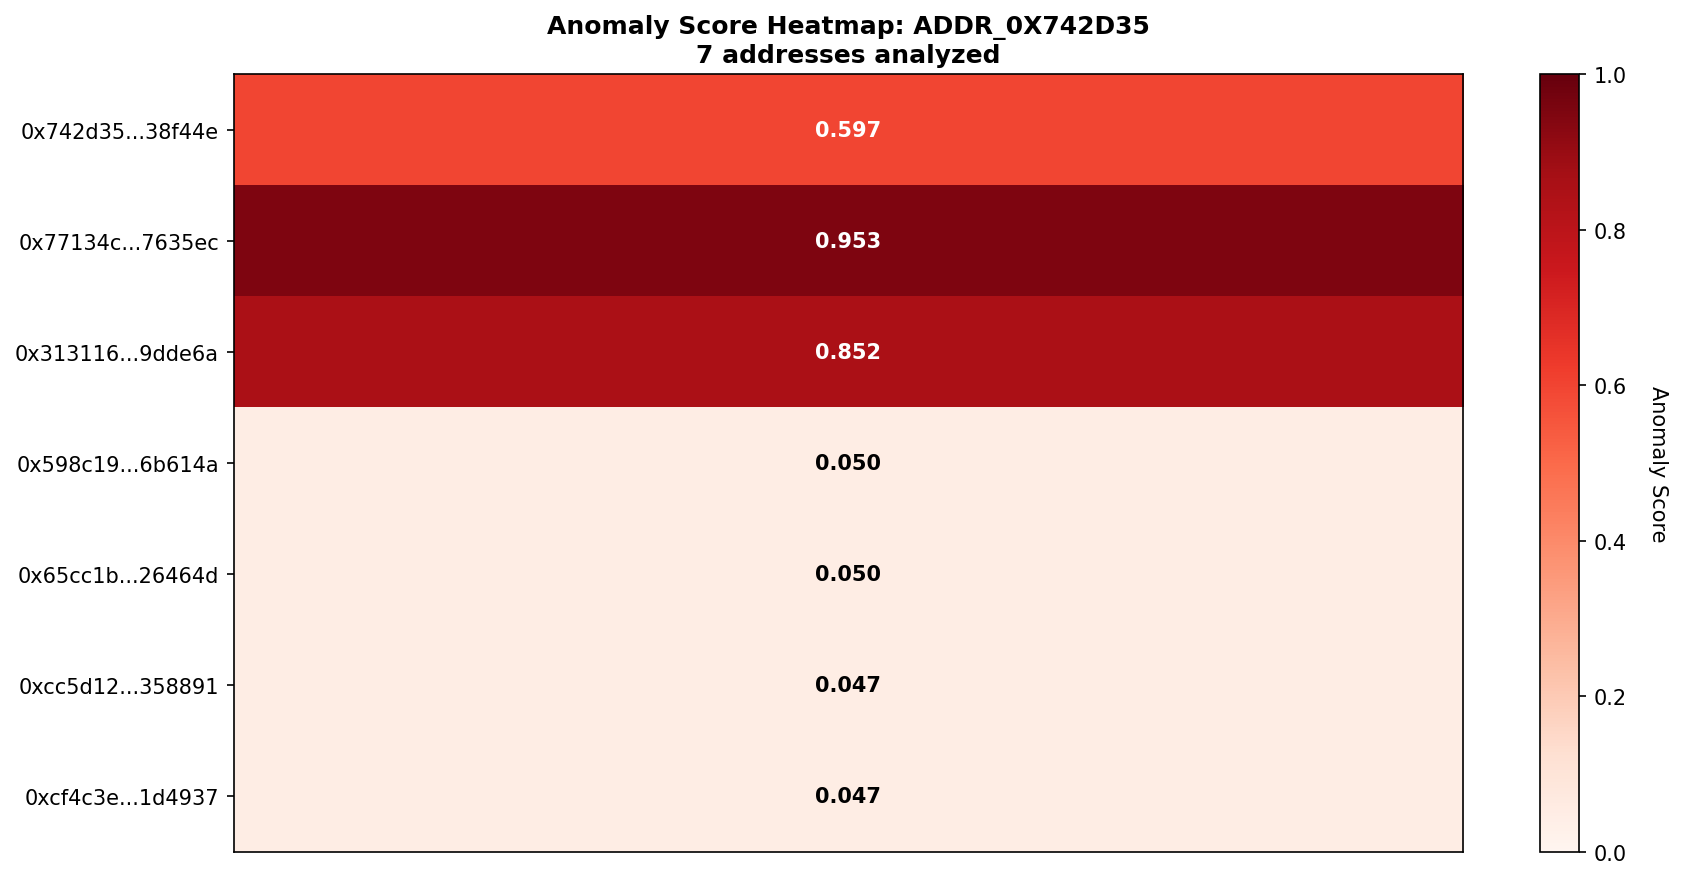 Anomaly Score Heatmap: ADDR_0X742D35
7 addresses analyzed
0x742d35...38f44e
0.597
0x77134c...7635ec
0.953
0x313116...9dde6a
0.852
0x598c19...6b614a
0.050
0x65cc1b...26464d
0.050
0xcc5d12...358891
0.047
0xcf4c3e...1d4937
0.047
1.0
0.8
0.6
0.4
0.2
0.0
Anomaly Score